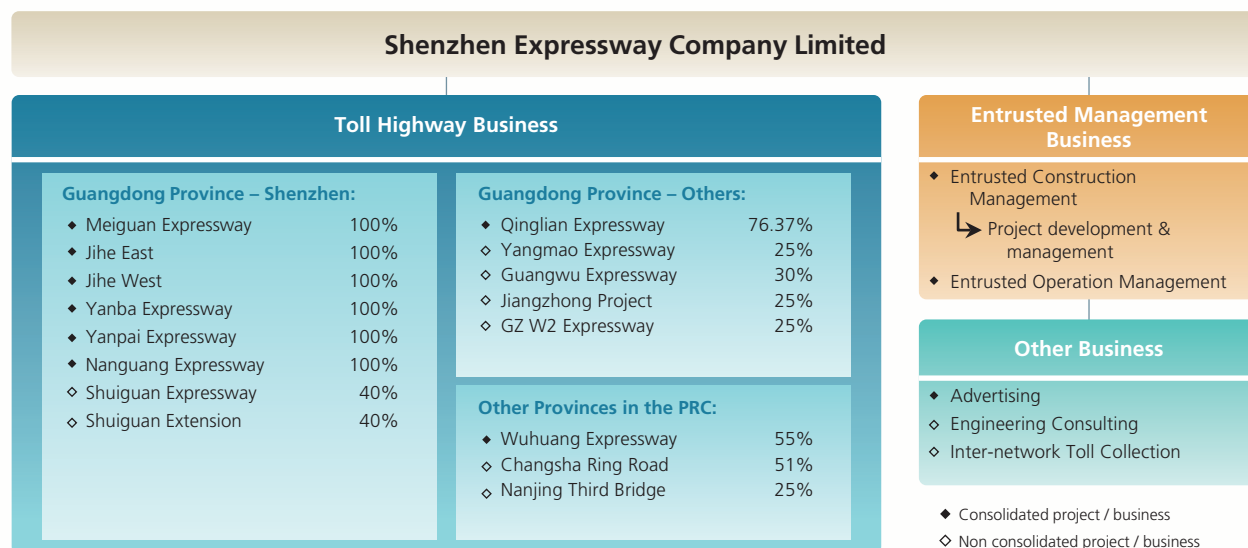 Shenzhen Expressway Company Limited
Toll Highway Business
Guangdong Province – Shenzhen:
◆ Meiguan Expressway 100%
◆ Jihe East 100%
◆ Jihe West 100%
◆ Yanba Expressway 100%
◆ Yanpai Expressway 100%
◆ Nanguang Expressway 100%
◇ Shuiguan Expressway 40%
◇ Shuiguan Extension 40%
Guangdong Province – Others:
◆ Qinglian Expressway 76.37%
◇ Yangmao Expressway 25%
◇ Guangwu Expressway 30%
◇ Jiangzhong Project 25%
◇ GZ W2 Expressway 25%
Other Provinces in the PRC:
◆ Wuhuang Expressway 55%
◇ Changsha Ring Road 51%
◇ Nanjing Third Bridge 25%
Entrusted Management
Business
◆ Entrusted Construction
Management
Project development &
management
◆ Entrusted Operation Management
Other Business
◆ Advertising
◇ Engineering Consulting
◇ Inter-network Toll Collection
◆ Consolidated project / business
◇ Non consolidated project / business